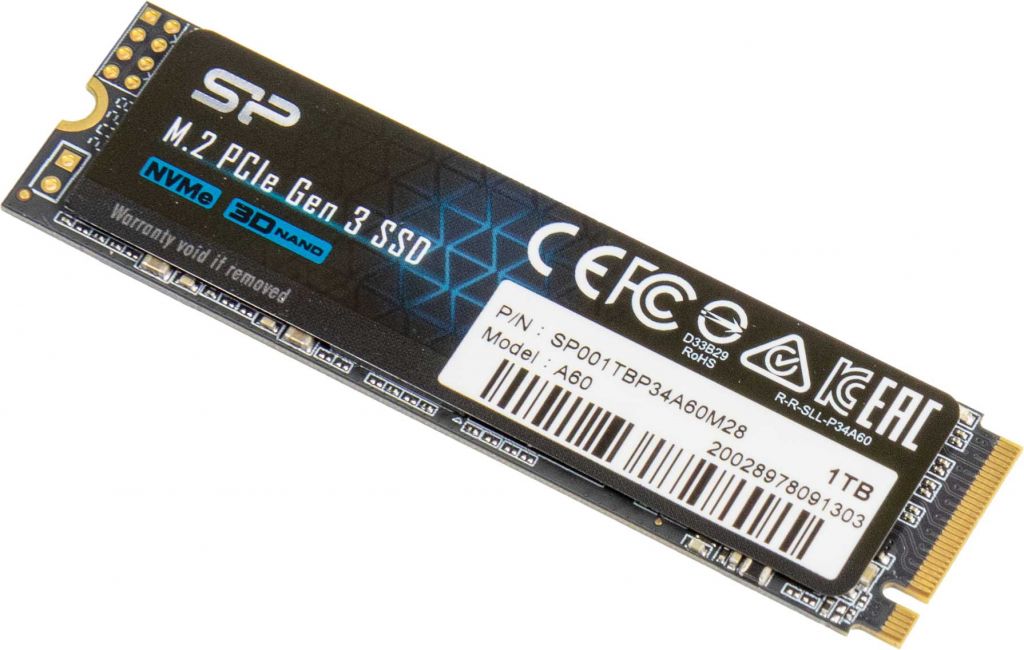 SP
M.2 PCIe Gen 3 SSD
NVMe 3D NAND
Warranty void if removed
CE FC
D33B29
RoHS
R-R-SLL-P34A60
KC EAC
P/N : SP001TBP34A60M28
Model : A60
1TB
20028978091303